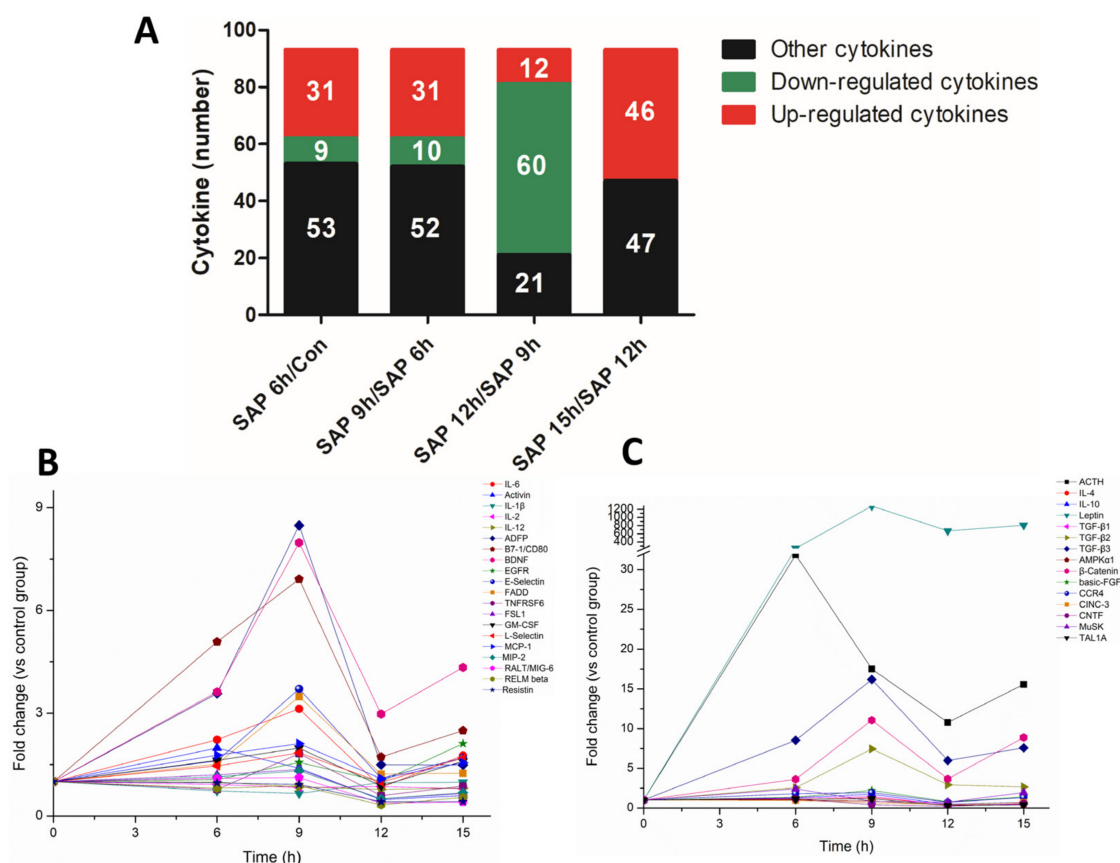 A
100
80
60
40
20
0
Cytokine (number)
31
9
53
31
10
52
12
60
21
46
47
SAP 6h/Con
SAP 9h/SAP 6h
SAP 12h/SAP 9h
SAP 15h/SAP 12h
Other cytokines
Down-regulated cytokines
Up-regulated cytokines
B
9
6
3
0
Fold change (vs control group)
0
3
6
9
12
15
Time (h)
IL-6
Activin
IL-1β
IL-2
IL-12
ADFP
B7-1/CD80
BDNF
EGFR
E-Selectin
FADD
TNFRSF6
FSL1
GM-CSF
L-Selectin
MCP-1
MIP-2
RALT/MIG-6
RELM beta
Resistin
C
1200
1000
800
600
400
30
25
20
15
10
5
0
Fold change (vs control group)
0
3
6
9
12
15
Time (h)
ACTH
IL-4
IL-10
Leptin
TGF-β1
TGF-β2
TGF-β3
AMPKα1
β-Catenin
basic-FGF
CCR4
CINC-3
CNTF
MuSK
TAL1A